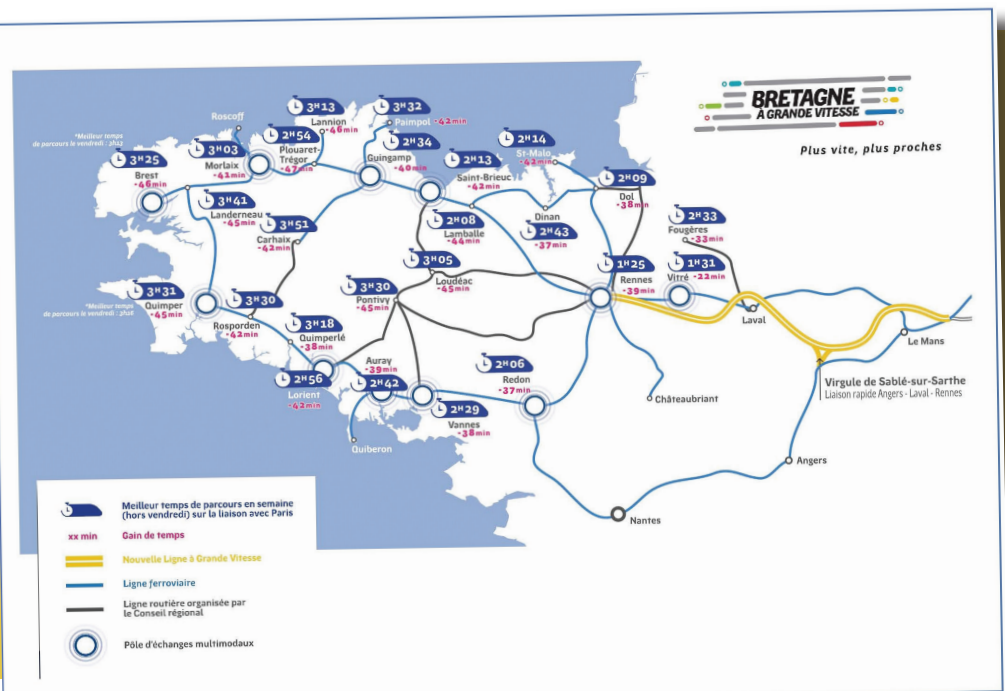 BRETAGNE
À GRANDE VITESSE
Plus vite, plus proches
*Meilleur temps
de parcours le vendredi : 3h23
Roscoff
3H25
Brest
-46min
3H03
Morlaix
-41min
2H54
Plouaret-
Trégor
-47min
3H13
Lannion
-46min
3H32
Paimpol
-42min
2H34
Guingamp
-40min
2H13
Saint-Brieuc
-42min
2H14
St-Malo
-42min
2H09
Dol
-38min
3H41
Landerneau
-45min
3H51
Carhaix
-42min
2H08
Lamballe
-44min
Dinan
2H43
-37min
2H33
Fougères
-33min
3H05
Loudéac
-45min
1H25
Rennes
-39min
1H31
Vitré
-22min
Laval
Le Mans
3H31
Quimper
-45min
*Meilleur temps
3H30
Rosporden
-42min
3H30
Pontivy
-45min
3H18
Quimperlé
-38min
2H56
Lorient
-42min
Auray
-39min
2H42
2H29
Vannes
-38min
2H06
Redon
-37min
Châteaubriant
Virgule de Sablé-sur-Sarthe
Liaison rapide Angers - Laval - Rennes
Quiberon
Angers
Nantes
Meilleur temps de parcours en semaine
(hors vendredi) sur la liaison avec Paris
xx min
Gain de temps
Nouvelle Ligne à Grande Vitesse
Ligne ferroviaire
Ligne routière organisée par
le Conseil régional
Pôle d'échanges multimodaux